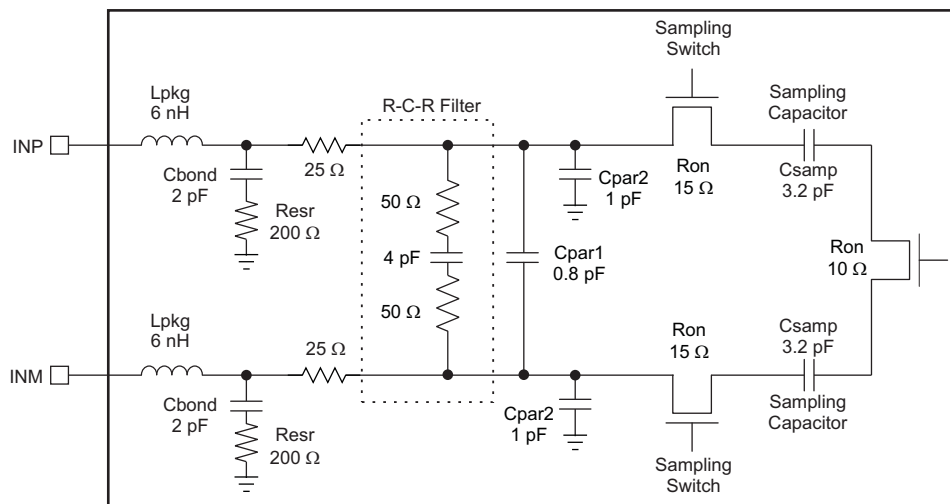 Sampling
Switch
Lpkg
6 nH
R-C-R Filter
Sampling
Capacitor
INP
25 Ω
Ron
15 Ω
Csamp
3.2 pF
Cbond
2 pF
50 Ω
Cpar2
1 pF
Resr
200 Ω
4 pF
Cpar1
0.8 pF
Ron
10 Ω
50 Ω
Lpkg
6 nH
25 Ω
Ron
15 Ω
Csamp
3.2 pF
INM
Cbond
2 pF
Cpar2
1 pF
Sampling
Capacitor
Resr
200 Ω
Sampling
Switch